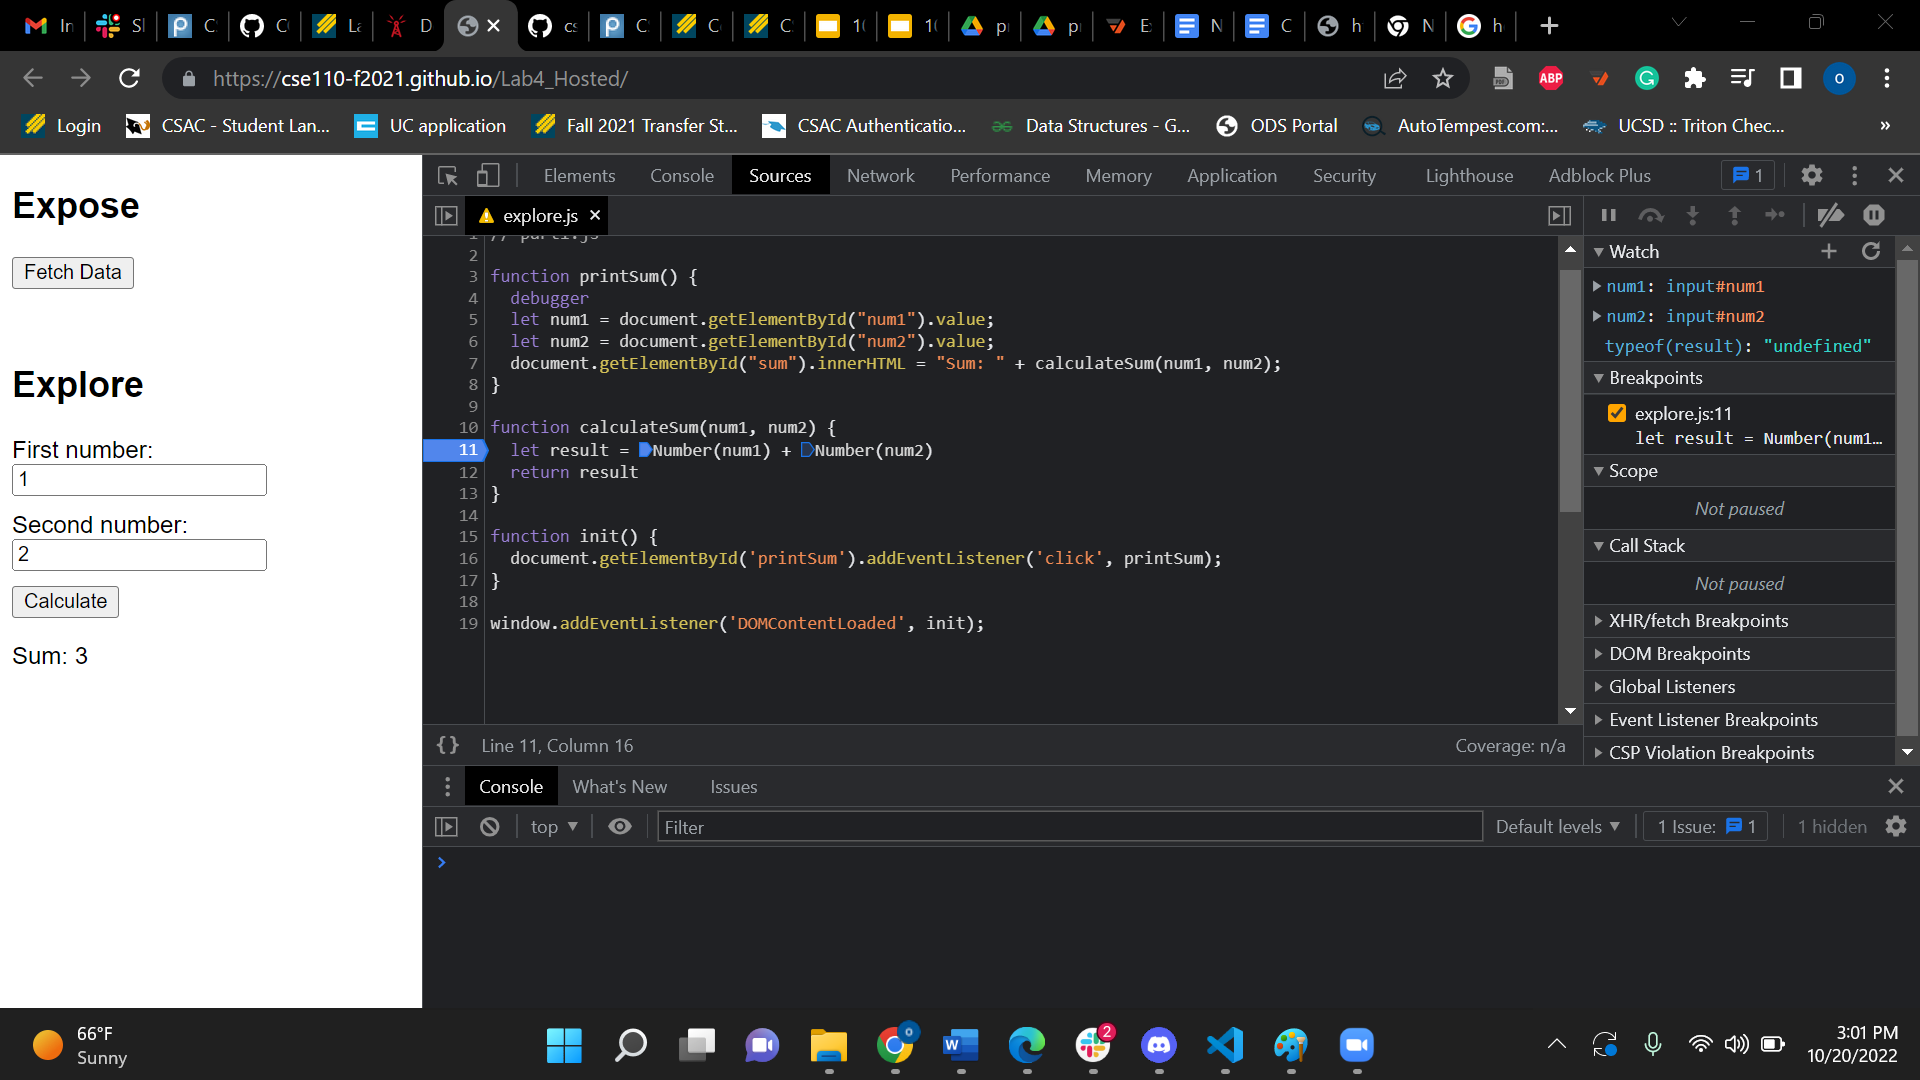 In
Sl
C
C
La
D
cs
C
C
C
10
10
p
p
E
N
C
h
N
h
https://cse110-f2021.github.io/Lab4_Hosted/
ABP
o
Login
CSAC - Student Lan...
UC application
Fall 2021 Transfer St...
CSAC Authenticatio...
Data Structures - G...
ODS Portal
AutoTempest.com:...
UCSD :: Triton Chec...
»
Expose
Fetch Data
Explore
First number:
1
Second number:
2
Calculate
Sum: 3
Elements
Console
Sources
Network
Performance
Memory
Application
Security
Lighthouse
Adblock Plus
1
explore.js
1 // part1.js
2
3 function printSum() {
4 debugger
5 let num1 = document.getElementById("num1").value;
6 let num2 = document.getElementById("num2").value;
7 document.getElementById("sum").innerHTML = "Sum: " + calculateSum(num1, num2);
8 }
9
10 function calculateSum(num1, num2) {
11 let result = Number(num1) + Number(num2)
12 return result
13 }
14
15 function init() {
16 document.getElementById('printSum').addEventListener('click', printSum);
17 }
18
19 window.addEventListener('DOMContentLoaded', init);
{} Line 11, Column 16
Coverage: n/a
Watch
num1: input#num1
num2: input#num2
typeof(result): "undefined"
Breakpoints
explore.js:11
let result = Number(num1...
Scope
Not paused
Call Stack
Not paused
XHR/fetch Breakpoints
DOM Breakpoints
Global Listeners
Event Listener Breakpoints
CSP Violation Breakpoints
Console
What's New
Issues
top
Filter
Default levels
1 Issue: 1
1 hidden
>
66°F
Sunny
o
2
3:01 PM
10/20/2022